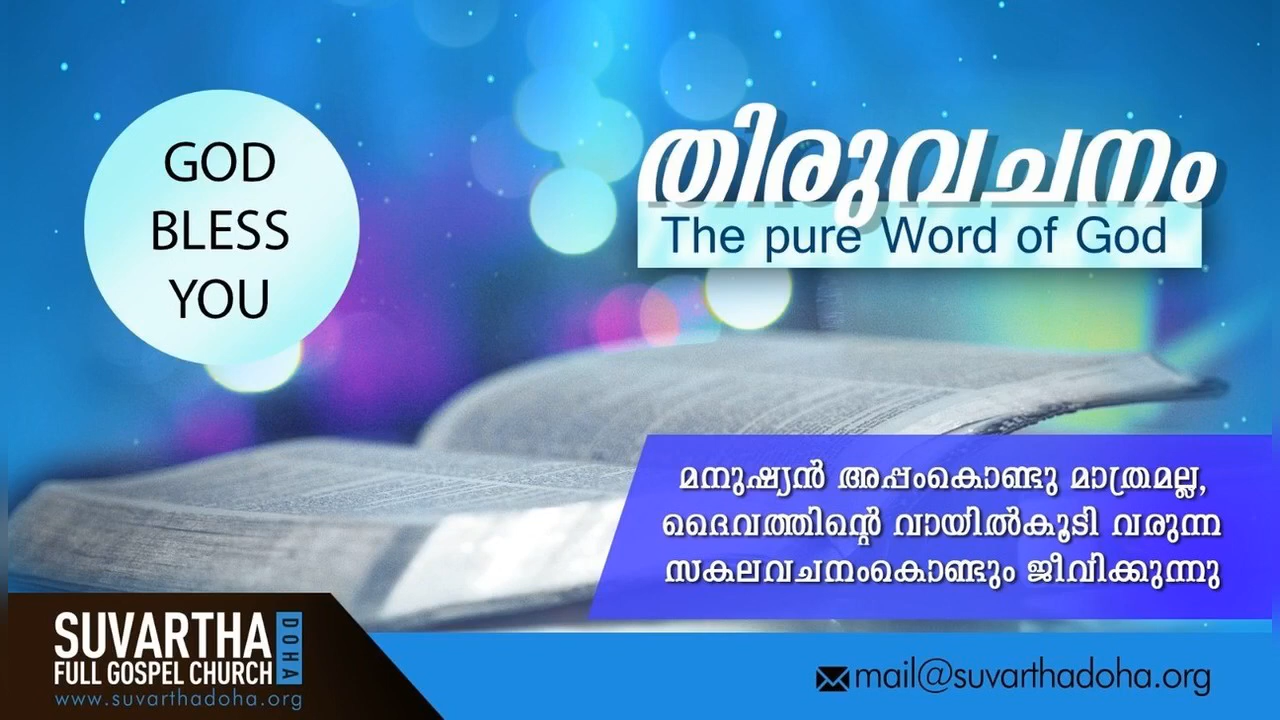 GOD
BLESS
YOU
തിരുവചനം
The pure Word of God
മനുഷ്യൻ അപ്പംകൊണ്ടു മാത്രമല്ല,
ദൈവത്തിന്റെ വായിൽകൂടി വരുന്ന
സകലവചനംകൊണ്ടും ജീവിക്കുന്നു
SUVARTHA DOHA
FULL GOSPEL CHURCH
www.suvarthadoha.org
mail@suvarthadoha.org